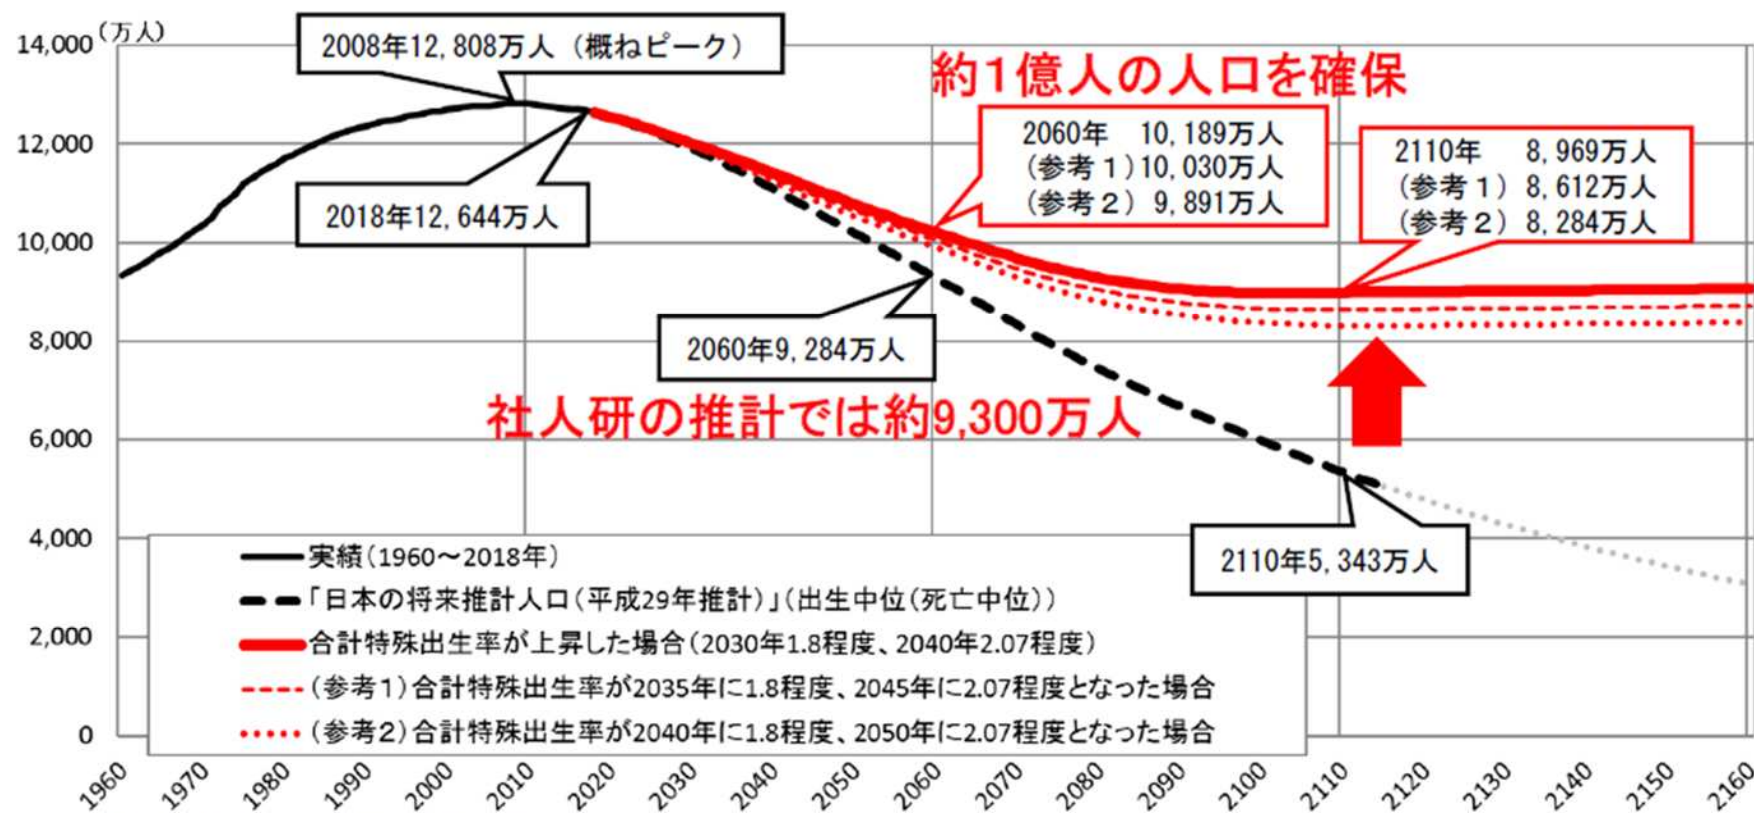 (万人)
14,000
12,000
10,000
8,000
6,000
4,000
2,000
0
2008年12,808万人（概ねピーク）
2018年12,644万人
約1億人の人口を確保
2060年　10,189万人
(参考1)10,030万人
(参考2) 9,891万人
2110年　8,969万人
(参考1) 8,612万人
(参考2) 8,284万人
2060年9,284万人
社人研の推計では約9,300万人
2110年5,343万人
実績(1960～2018年)
「日本の将来推計人口(平成29年推計)」(出生中位(死亡中位))
合計特殊出生率が上昇した場合(2030年1.8程度、2040年2.07程度)
(参考1)合計特殊出生率が2035年に1.8程度、2045年に2.07程度となった場合
(参考2)合計特殊出生率が2040年に1.8程度、2050年に2.07程度となった場合
1960 1970 1980 1990 2000 2010 2020 2030 2040 2050 2060 2070 2080 2090 2100 2110 2120 2130 2140 2150 2160